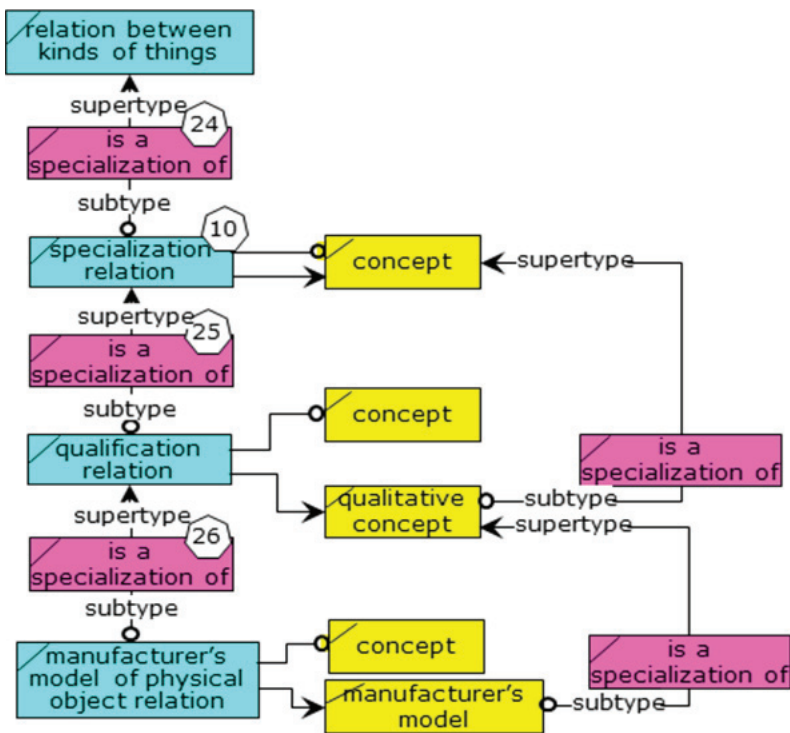 relation between
kinds of things
supertype
24
is a
specialization of
subtype
10
specialization
relation
concept
supertype
supertype
25
is a
specialization of
subtype
concept
qualification
relation
is a
specialization of
qualitative
concept
subtype
supertype
supertype
26
is a
specialization of
subtype
manufacturer's
model of physical
object relation
concept
is a
specialization of
manufacturer's
model
subtype